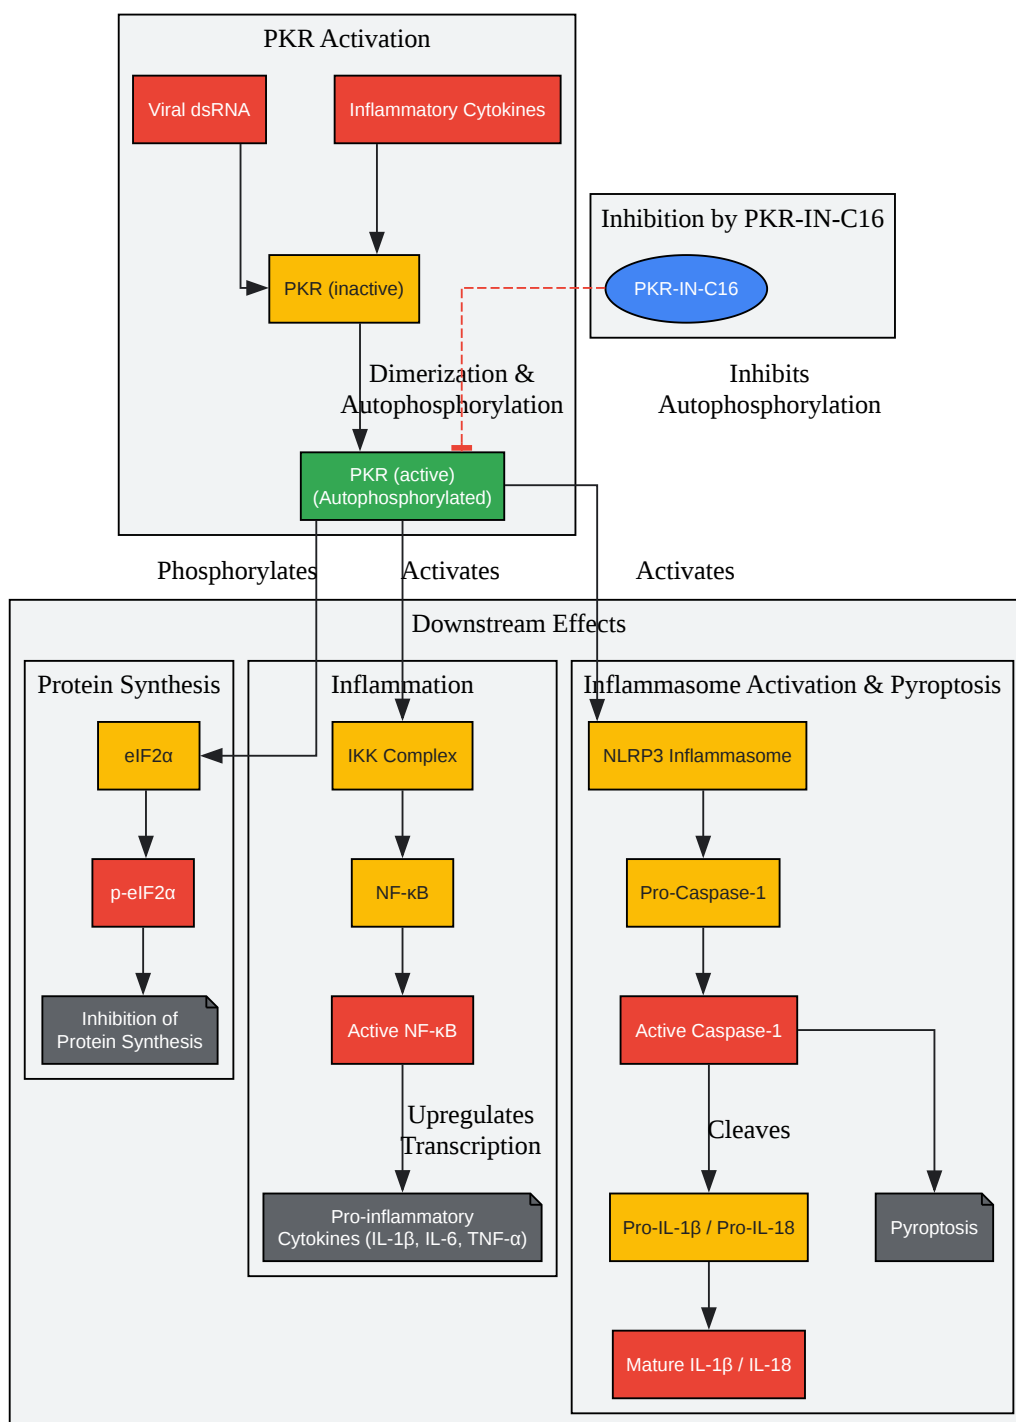 PKR Activation
Viral dsRNA
Inflammatory Cytokines
Inhibition by PKR-IN-C16
PKR (inactive)
PKR-IN-C16
Dimerization &
Autophosphorylation
Inhibits
Autophosphorylation
PKR (active)
(Autophosphorylated)
Phosphorylates
Activates
Activates
Downstream Effects
Protein Synthesis
Inflammation
Inflammasome Activation & Pyroptosis
eIF2α
IKK Complex
NLRP3 Inflammasome
p-eIF2α
NF-κB
Pro-Caspase-1
Inhibition of
Protein Synthesis
Active NF-κB
Active Caspase-1
Upregulates
Transcription
Cleaves
Pro-inflammatory
Cytokines (IL-1β, IL-6, TNF-α)
Pro-IL-1β / Pro-IL-18
Pyroptosis
Mature IL-1β / IL-18